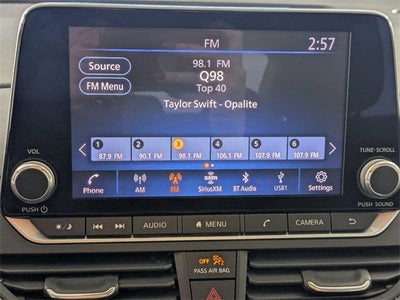 FM 2:57
Source 98.1 FM
Q98
FM Menu Top 40
Taylor Swift - Opalite
VOL TUNE-SCROLL
1 2 3 4 5 6
87.9 FM 90.1 FM 98.1 FM 106.1 FM 107.9 FM 107.9 FM
Phone AM FM SiriusXM BT Audio USB1 Settings
PUSH PUSH SOUND
AUDIO MENU CAMERA
OFF
PASS AIR BAG